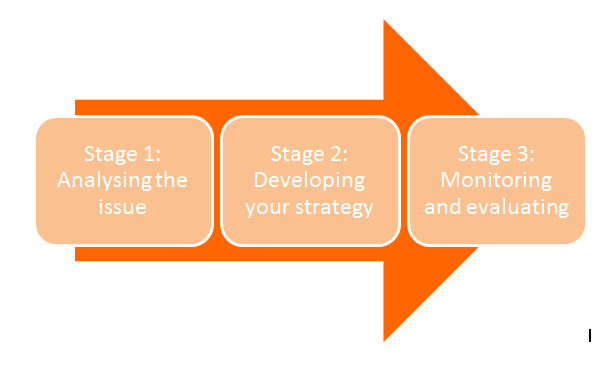 Stage 1:
Analysing the
issue
Stage 2:
Developing
your strategy
Stage 3:
Monitoring
and evaluating